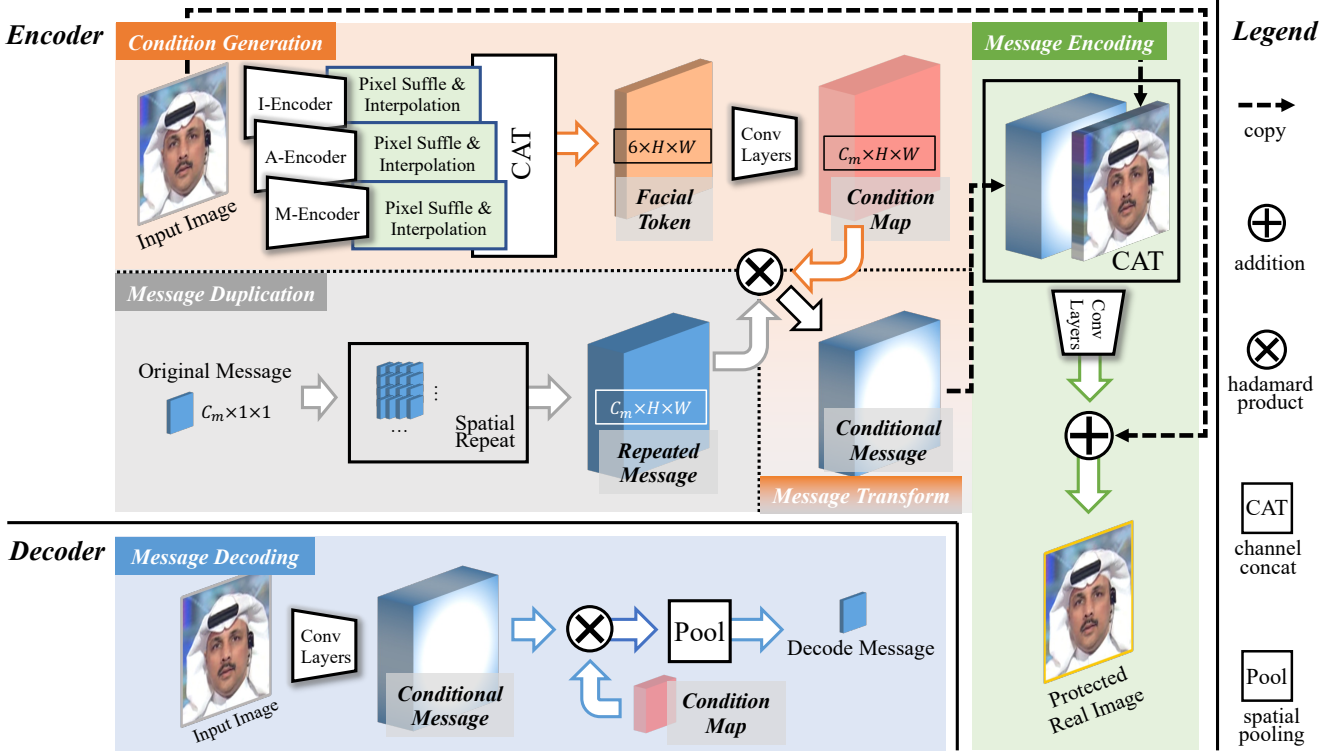 Encoder
Condition Generation
Input Image
I-Encoder
Pixel Suffle &
Interpolation
A-Encoder
Pixel Suffle &
Interpolation
M-Encoder
Pixel Suffle &
Interpolation
CAT
6×H×W
Facial
Token
Conv
Layers
C_m×H×W
Condition
Map
Message Duplication
Original Message
C_m×1×1
...
...
Spatial
Repeat
C_m×H×W
Repeated
Message
Conditional
Message
Message Transform
Message Encoding
CAT
Conv
Layers
Protected
Real Image
Decoder
Message Decoding
Input Image
Conv
Layers
Conditional
Message
Condition
Map
Pool
Decode Message
Legend
copy
addition
hadamard
product
CAT
channel
concat
Pool
spatial
pooling